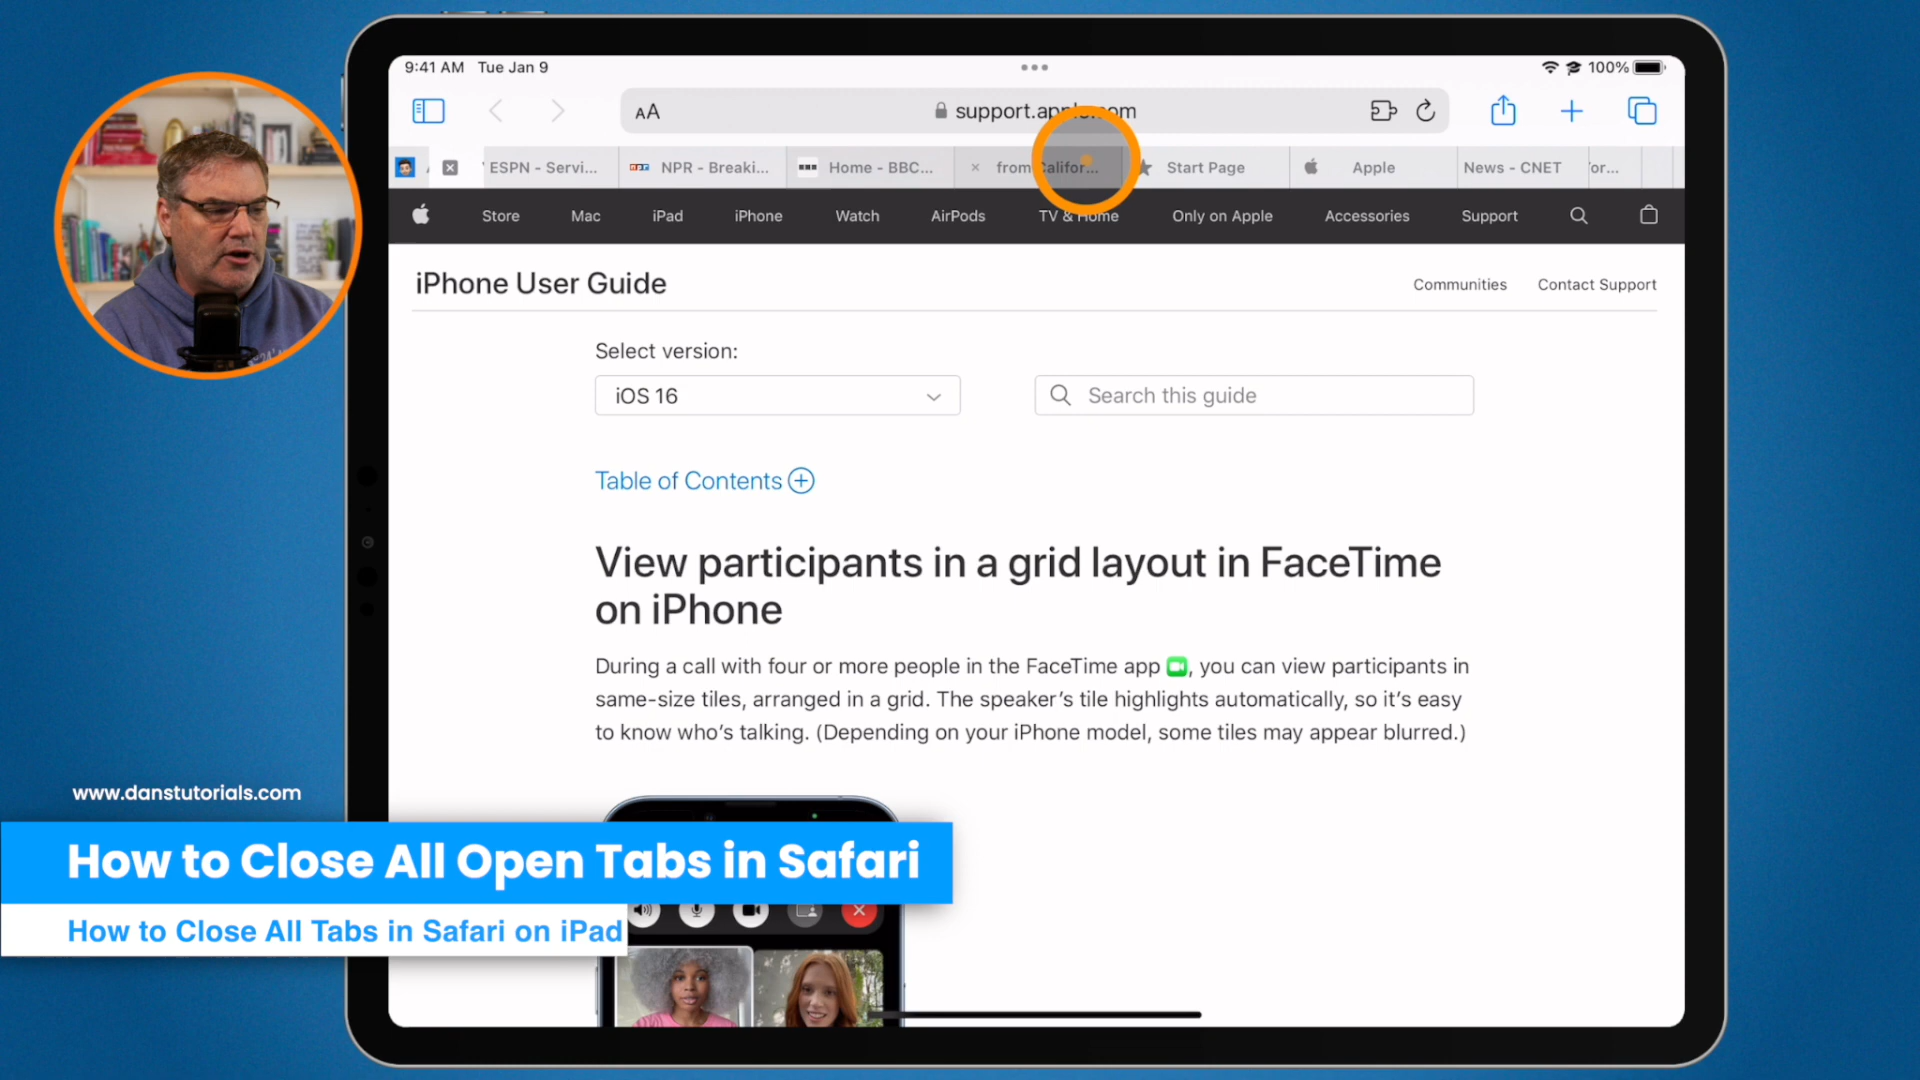 9:41 AM Tue Jan 9
100%
AA
support.apple.com
ESPN - Servi...
NPR - Breaki...
Home - BBC...
from Califor...
Start Page
Apple
News - CNET
or...
Store
Mac
iPad
iPhone
Watch
AirPods
TV & Home
Only on Apple
Accessories
Support
iPhone User Guide
Communities
Contact Support
Select version:
iOS 16
Search this guide
Table of Contents
View participants in a grid layout in FaceTime
on iPhone
During a call with four or more people in the FaceTime app , you can view participants in
same-size tiles, arranged in a grid. The speaker's tile highlights automatically, so it's easy
to know who's talking. (Depending on your iPhone model, some tiles may appear blurred.)
www.danstutorials.com
How to Close All Open Tabs in Safari
How to Close All Tabs in Safari on iPad